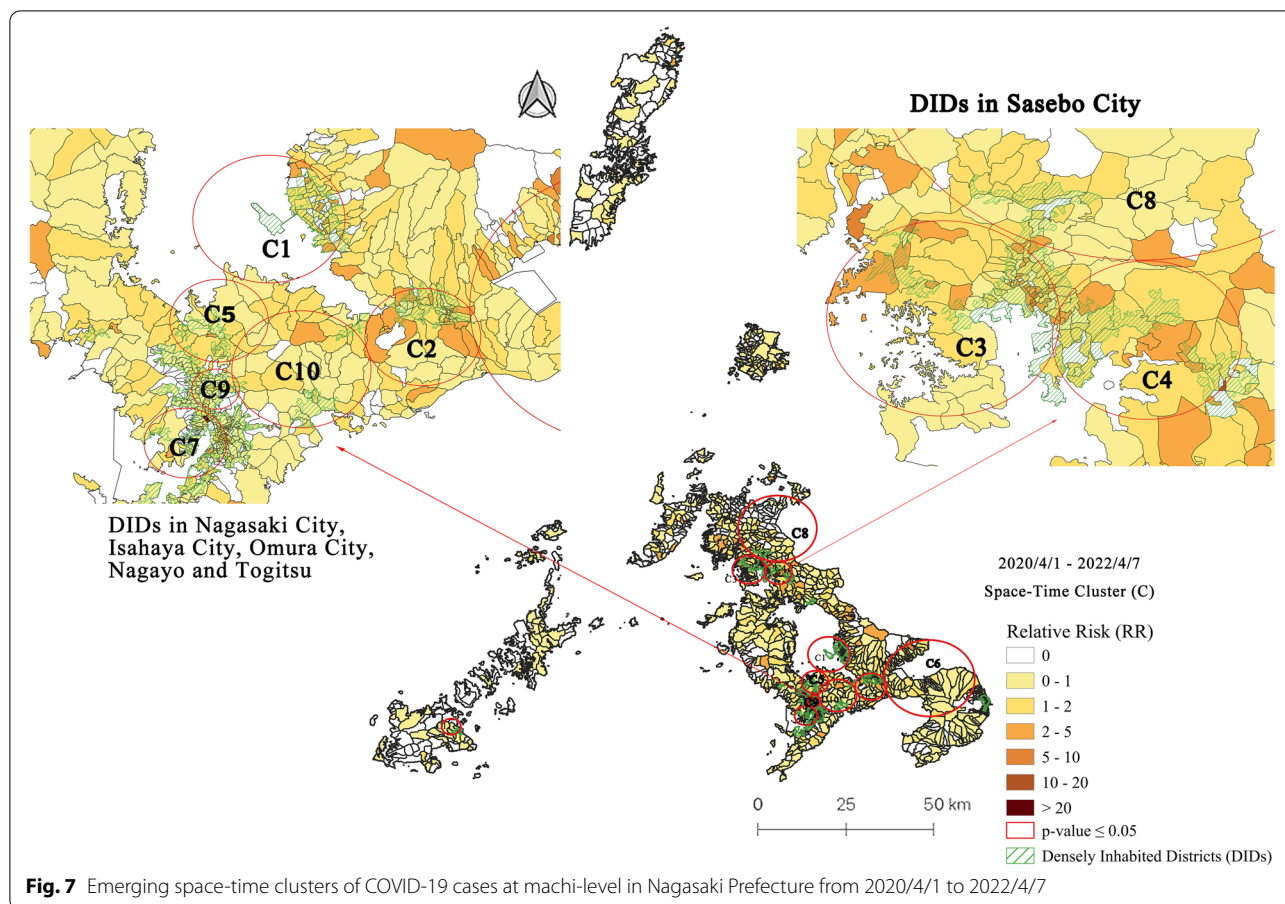 DIDs in Sasebo City
C8
C3
C4
C1
C5
C2
C10
C9
C7
DIDs in Nagasaki City,
Isahaya City, Omura City,
Nagayo and Togitsu
C8
C3
C1
C5
C9
C6
2020/4/1 - 2022/4/7
Space-Time Cluster (C)
Relative Risk (RR)
0
0 - 1
1 - 2
2 - 5
5 - 10
10 - 20
> 20
p-value ≤ 0.05
Densely Inhabited Districts (DIDs)
0 25 50 km
Fig. 7 Emerging space-time clusters of COVID-19 cases at machi-level in Nagasaki Prefecture from 2020/4/1 to 2022/4/7